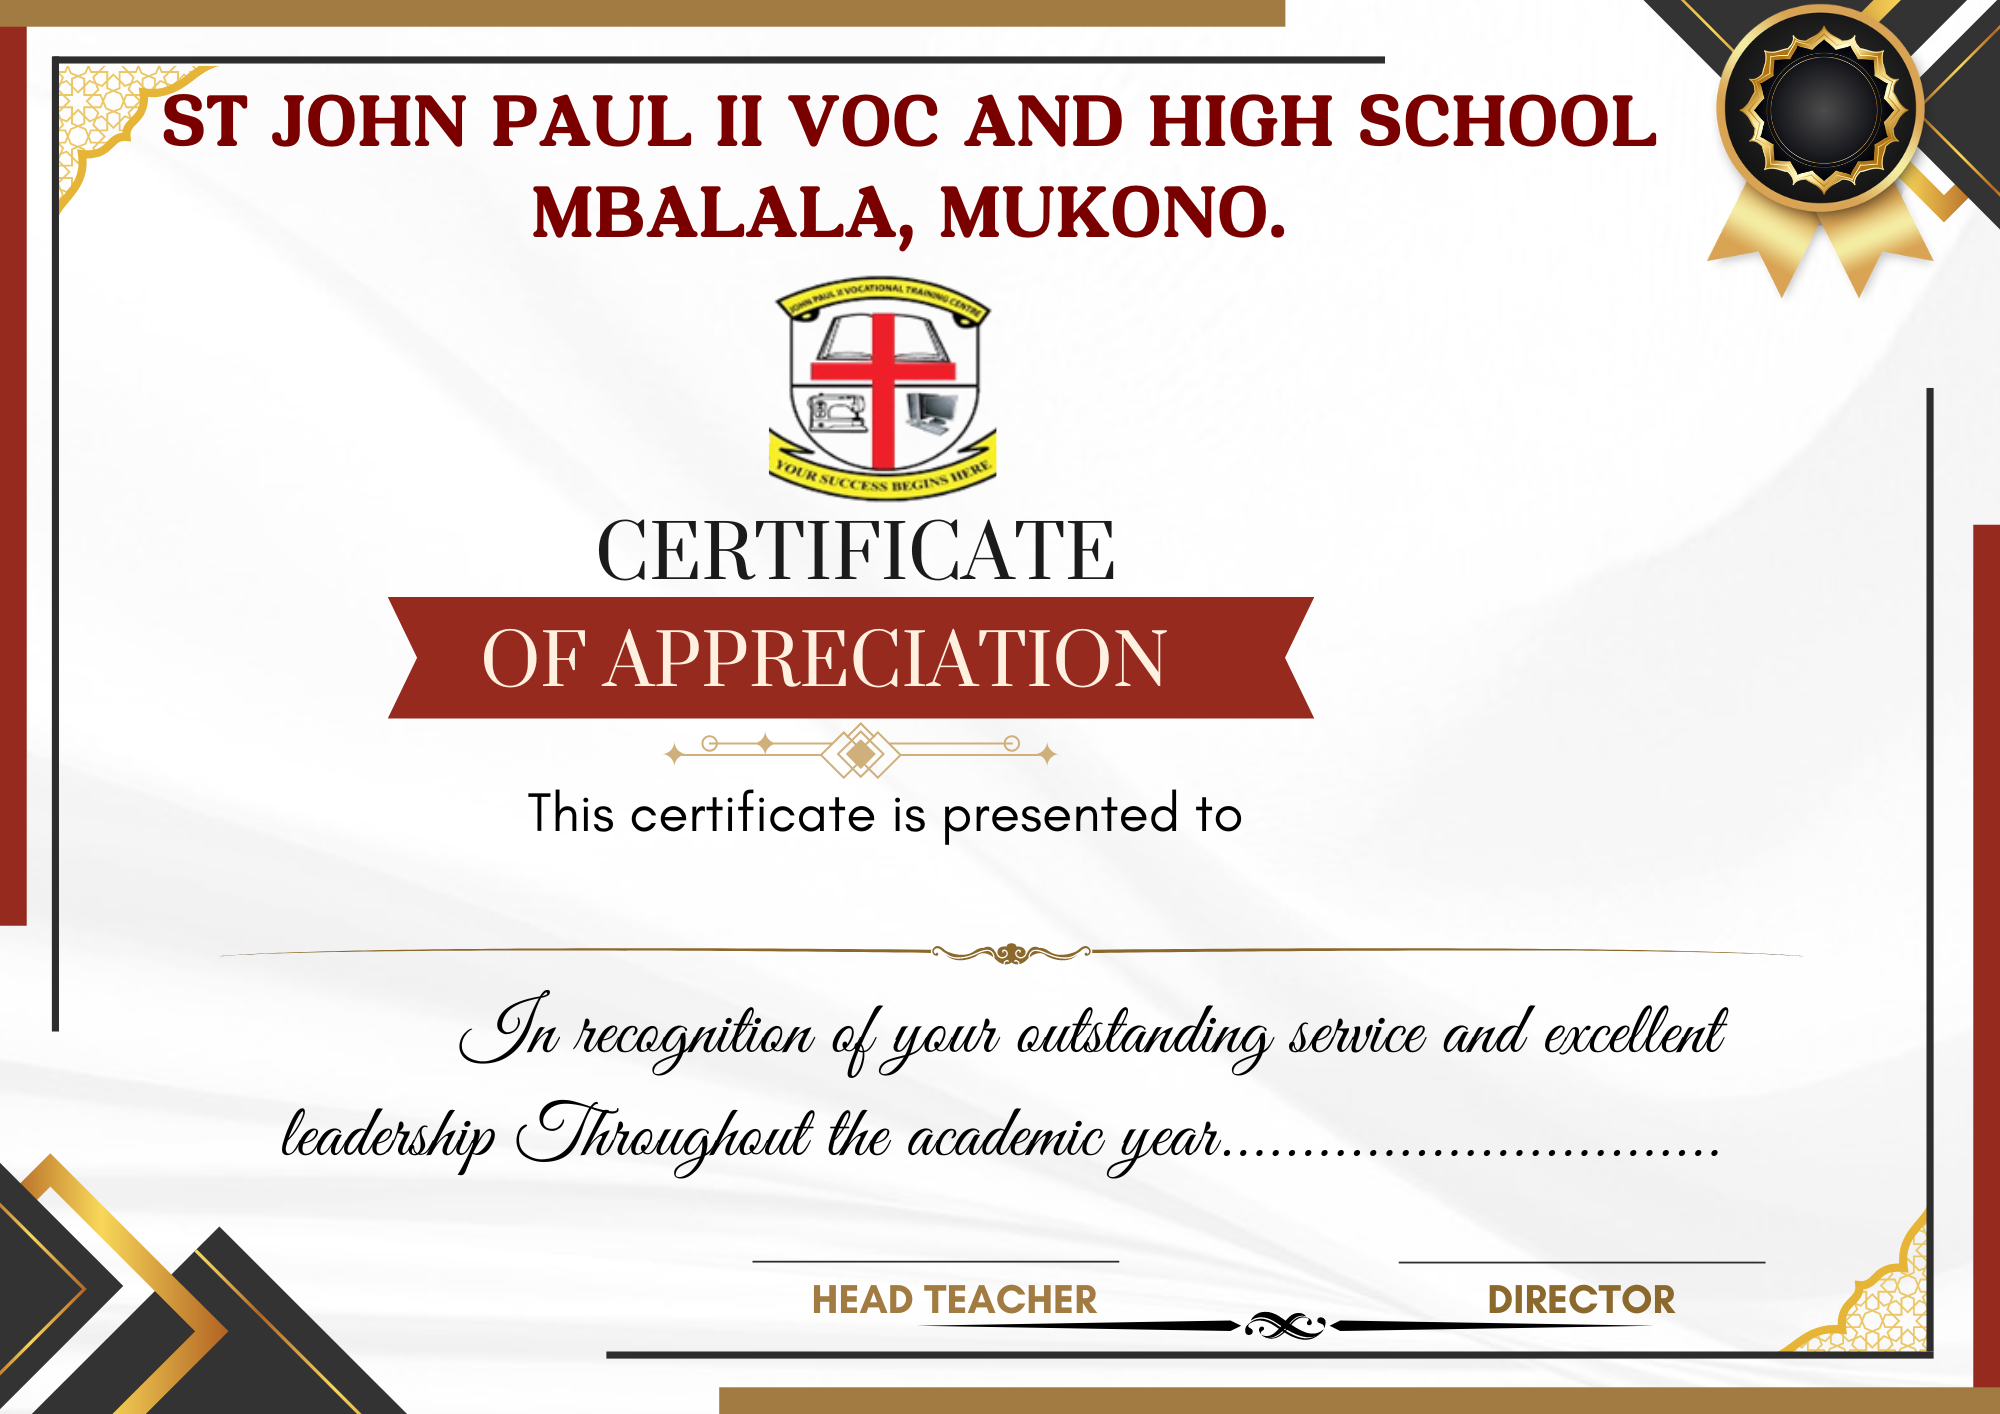 ST JOHN PAUL II VOC AND HIGH SCHOOL
MBALALA, MUKONO.
JOHN PAUL II VOCATIONAL TRAINING CENTRE
YOUR SUCCESS BEGINS HERE
CERTIFICATE
OF APPRECIATION
This certificate is presented to
In recognition of your outstanding service and excellent
leadership Throughout the academic year................................
HEAD TEACHER
DIRECTOR